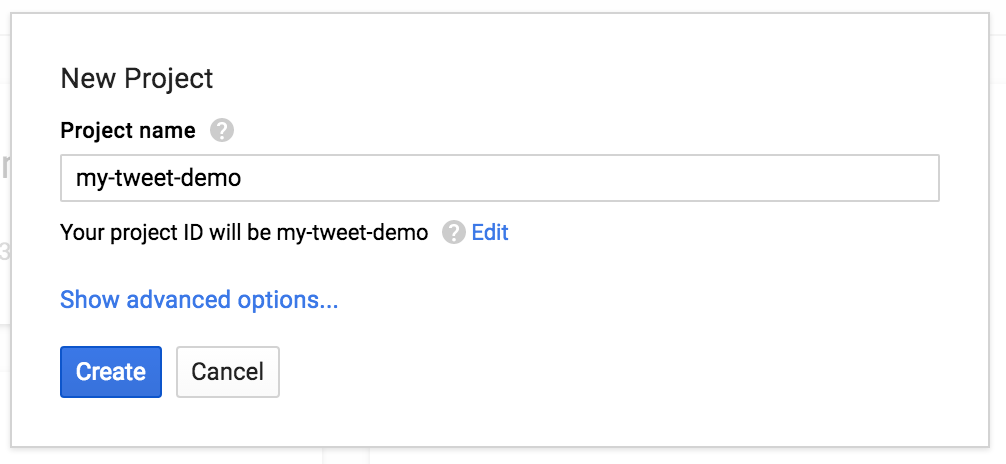 New Project
Project name ?
my-tweet-demo
Your project ID will be my-tweet-demo ? Edit
Show advanced options...
Create Cancel